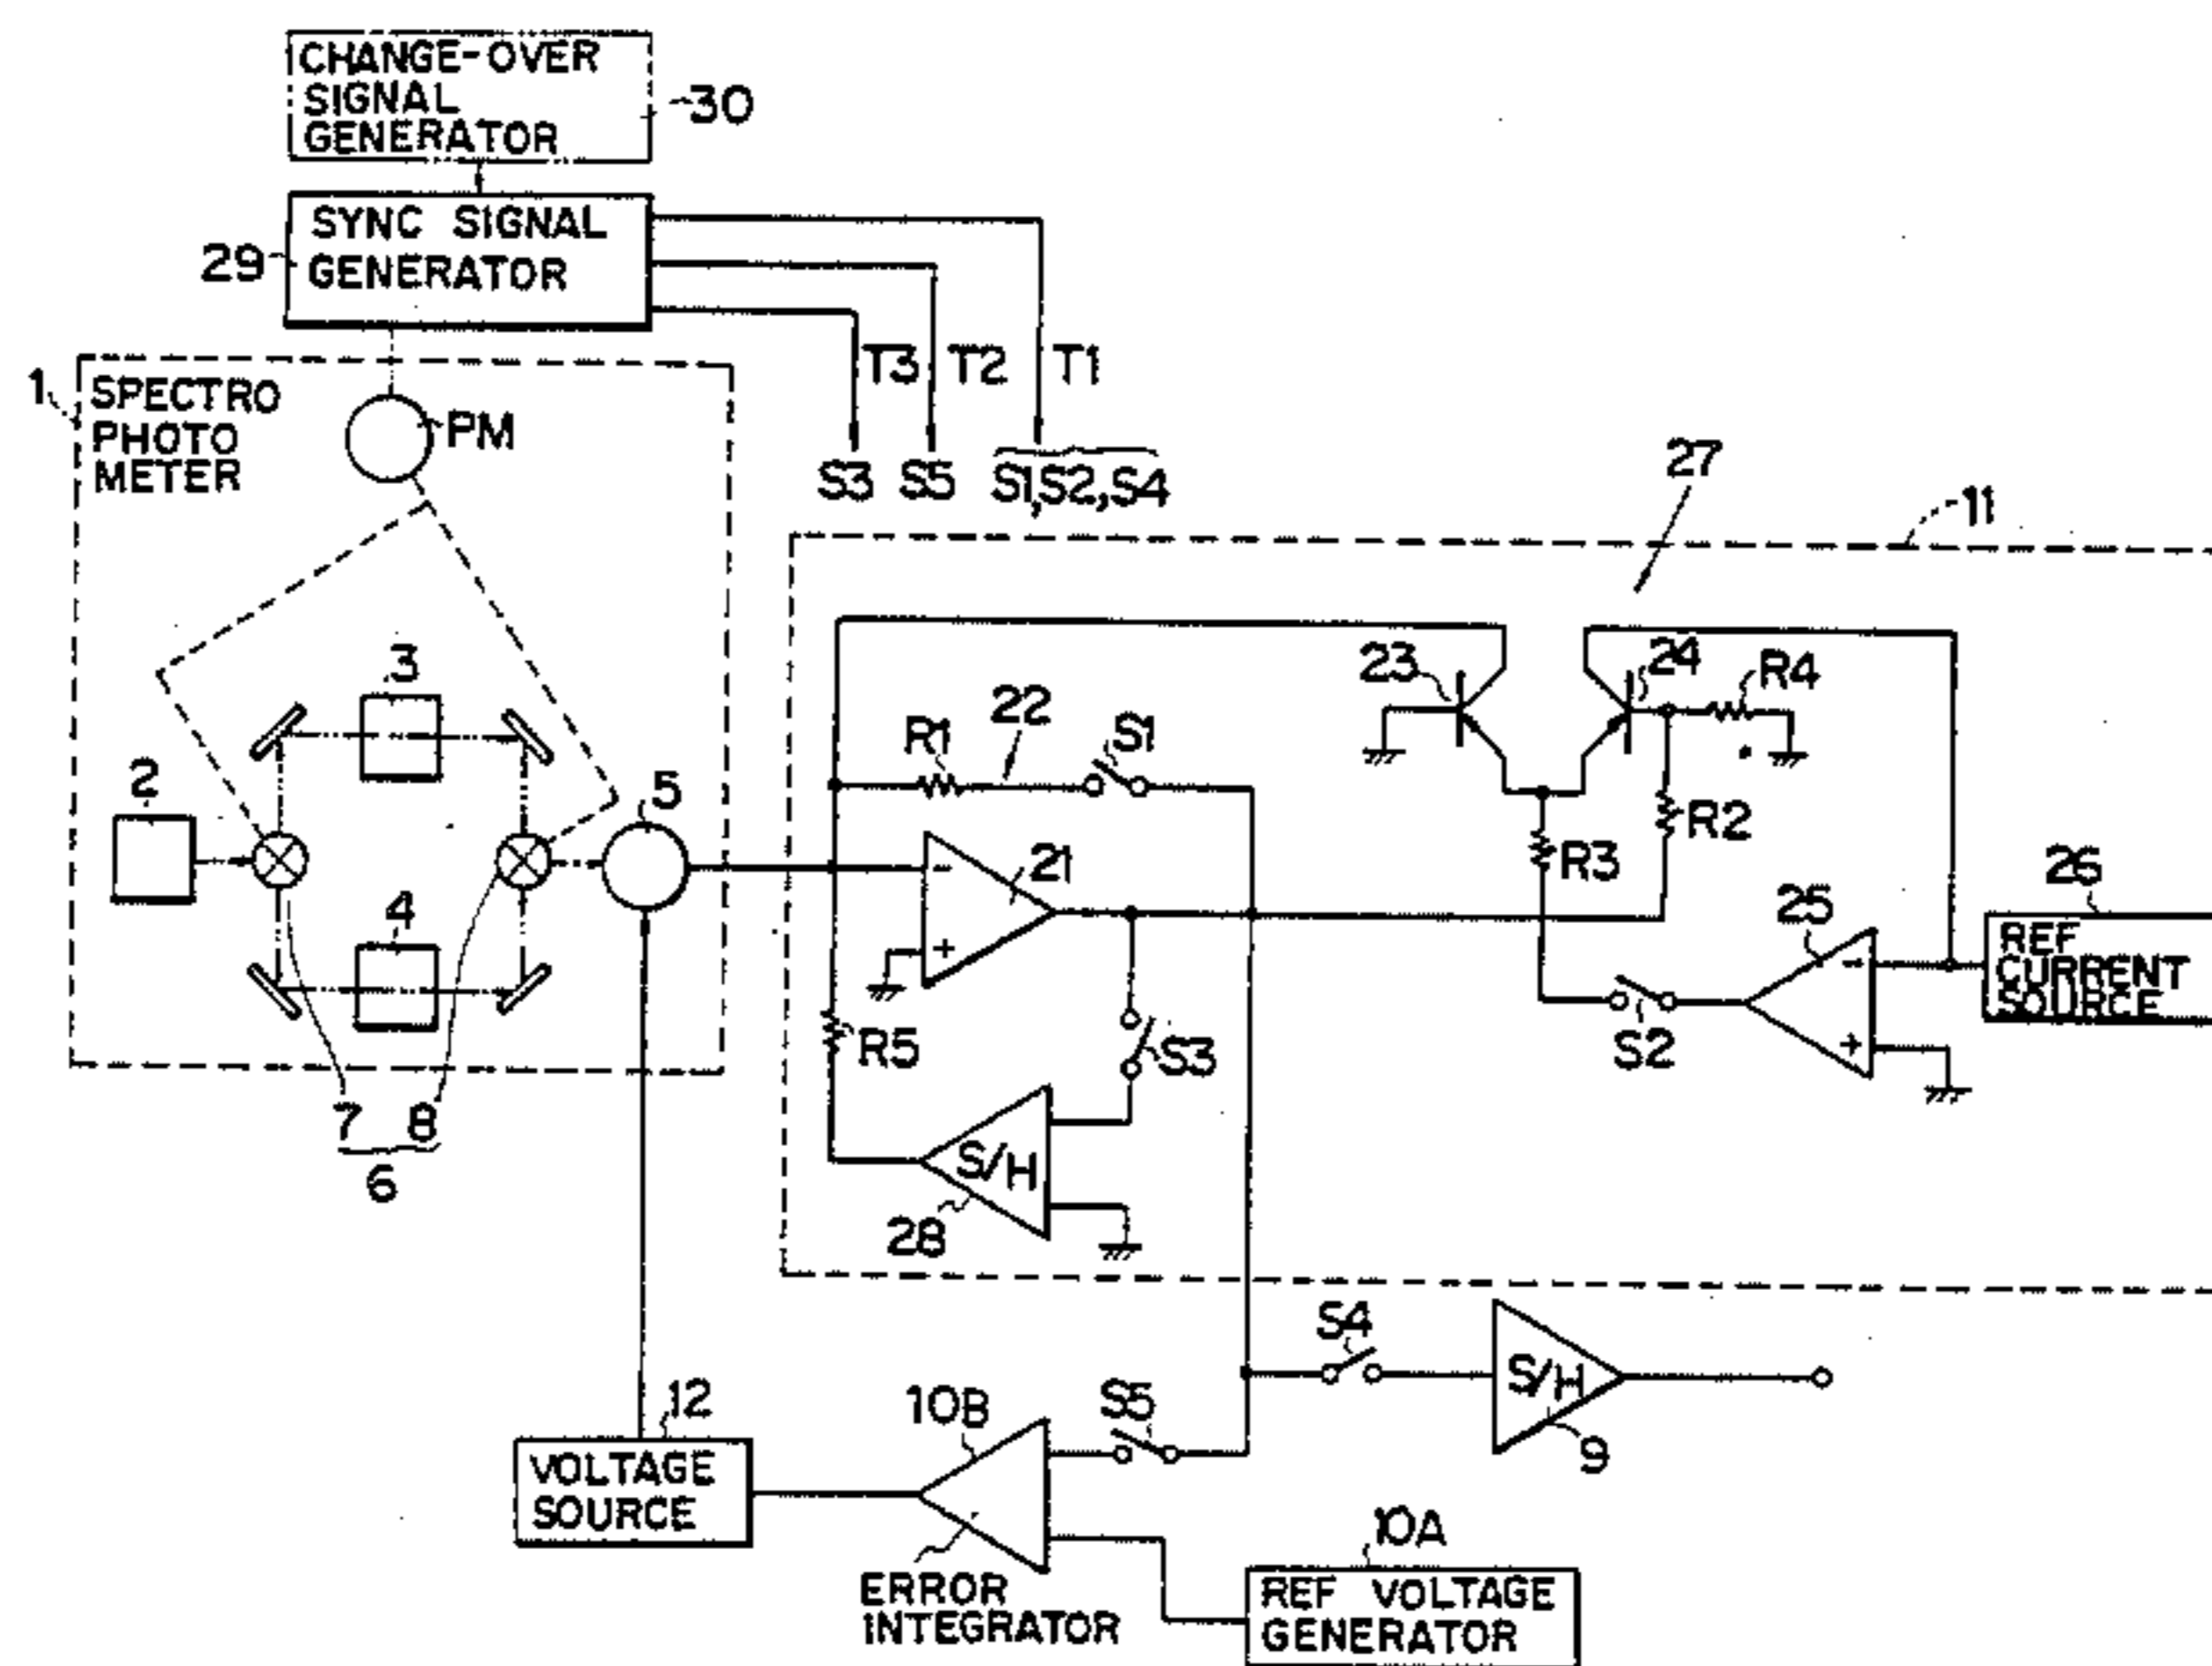 CHANGE-OVER
SIGNAL
GENERATOR
30
SYNC SIGNAL
GENERATOR
29
T3 T2 T1
S3 S5 S1,S2,S4
1
SPECTRO
PHOTO
METER
PM
27
11
3
23
24
R4
22
R1
S1
2
5
R2
21
R3
4
25
26
REF
CURRENT
SOURCE
-
+
-
+
R5
S3
S2
7 8
6
S/H
28
S4
S/H
9
12
10B
S5
VOLTAGE
SOURCE
10A
ERROR
INTEGRATOR
REF VOLTAGE
GENERATOR